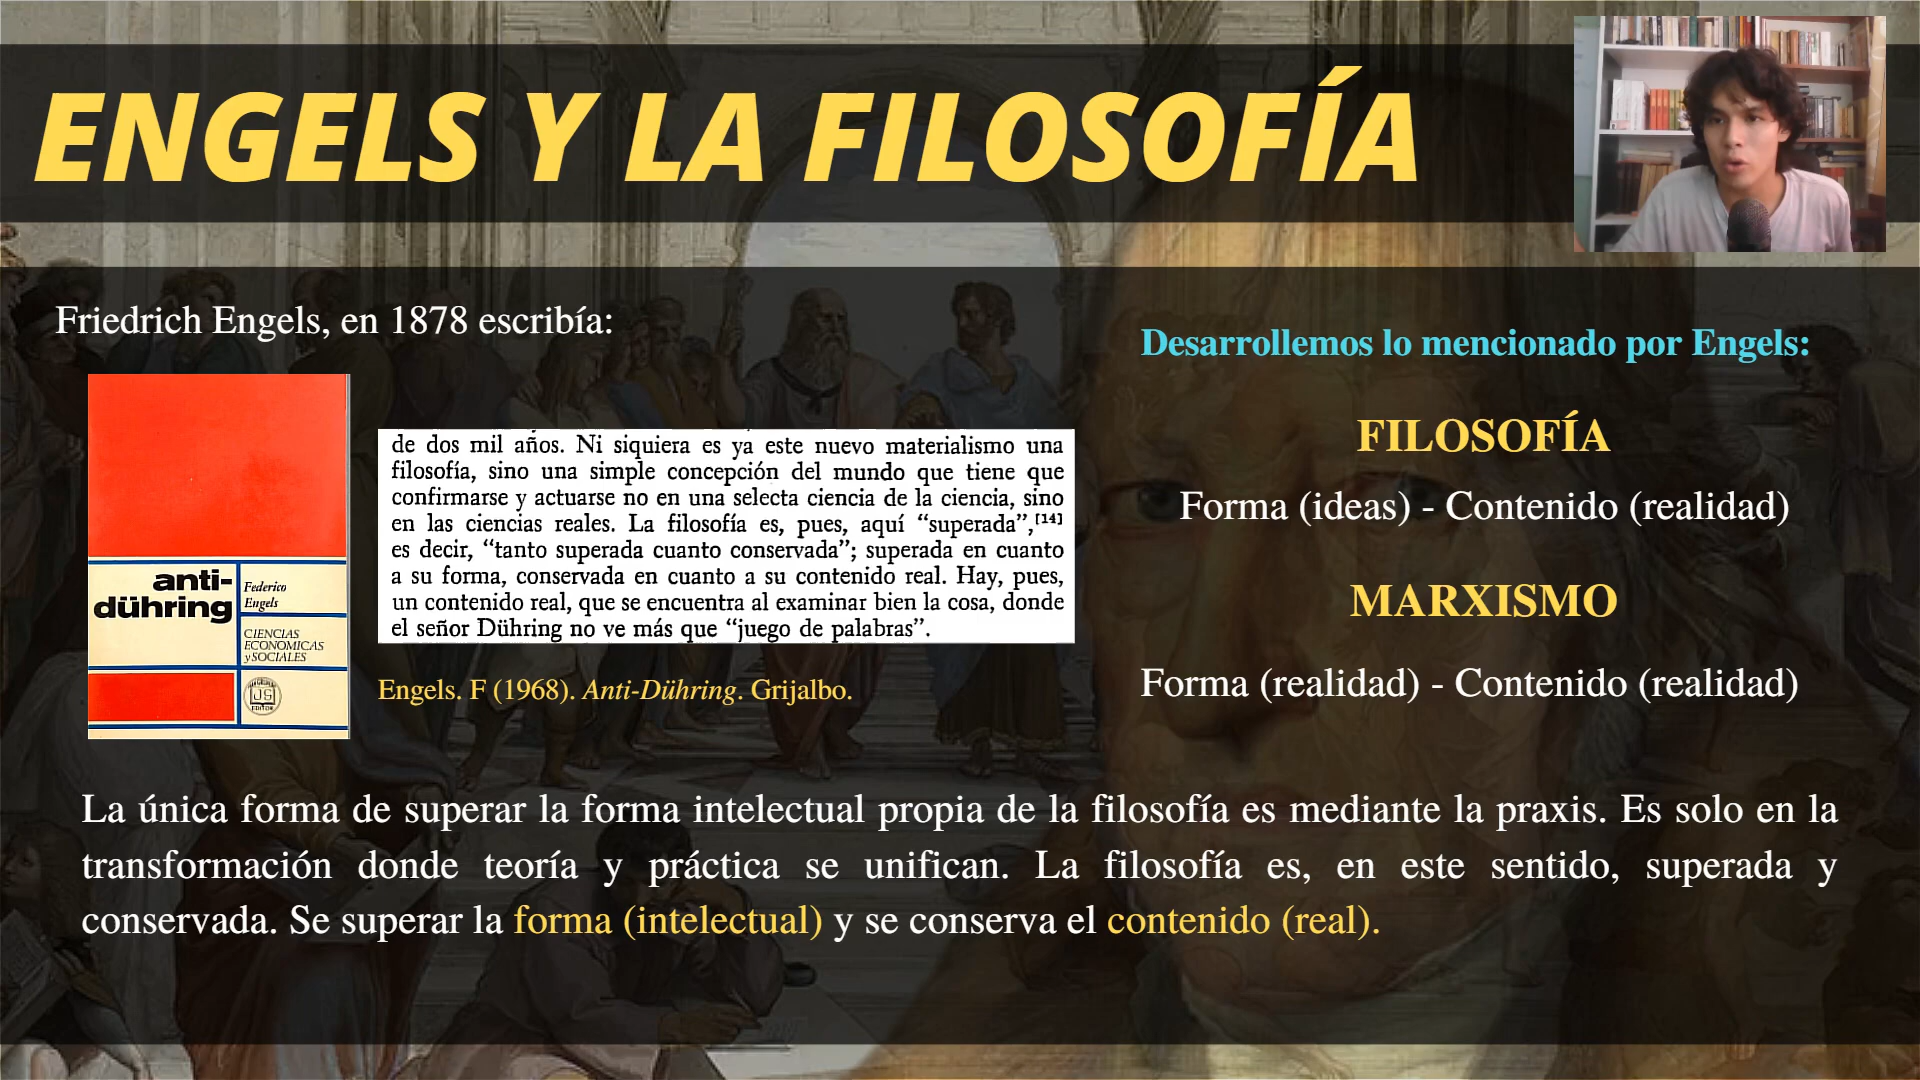 ENGELS Y LA FILOSOFÍA
Friedrich Engels, en 1878 escribía:
anti-
dühring
Federico
Engels
CIENCIAS
ECONOMICAS
y SOCIALES
JS
EDITOR
de dos mil años. Ni siquiera es ya este nuevo materialismo una
filosofía, sino una simple concepción del mundo que tiene que
confirmarse y actuarse no en una selecta ciencia de la ciencia, sino
en las ciencias reales. La filosofía es, pues, aquí “superada”,[14]
es decir, “tanto superada cuanto conservada”; superada en cuanto
a su forma, conservada en cuanto a su contenido real. Hay, pues,
un contenido real, que se encuentra al examinar bien la cosa, donde
el señor Dühring no ve más que “juego de palabras”.
Engels. F (1968). Anti-Dühring. Grijalbo.
Desarrollemos lo mencionado por Engels:
FILOSOFÍA
Forma (ideas) - Contenido (realidad)
MARXISMO
Forma (realidad) - Contenido (realidad)
La única forma de superar la forma intelectual propia de la filosofía es mediante la praxis. Es solo en la
transformación donde teoría y práctica se unifican. La filosofía es, en este sentido, superada y
conservada. Se superar la forma (intelectual) y se conserva el contenido (real).